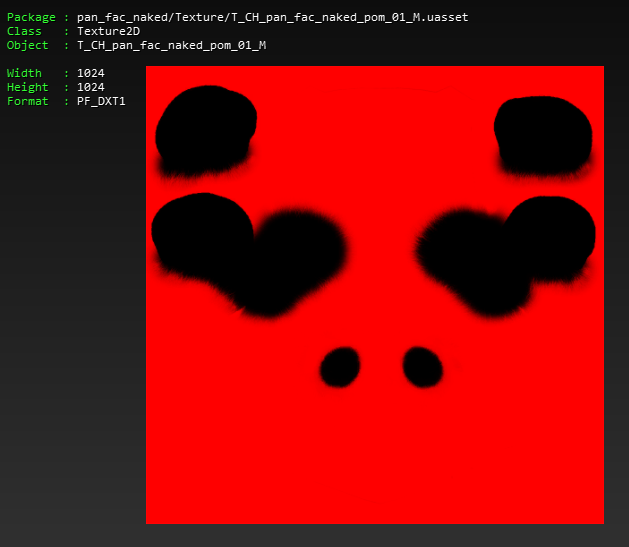 Package : pan_fac_naked/Texture/T_CH_pan_fac_naked_pom_01_M.uasset
Class : Texture2D
Object : T_CH_pan_fac_naked_pom_01_M
Width : 1024
Height : 1024
Format : PF_DXT1